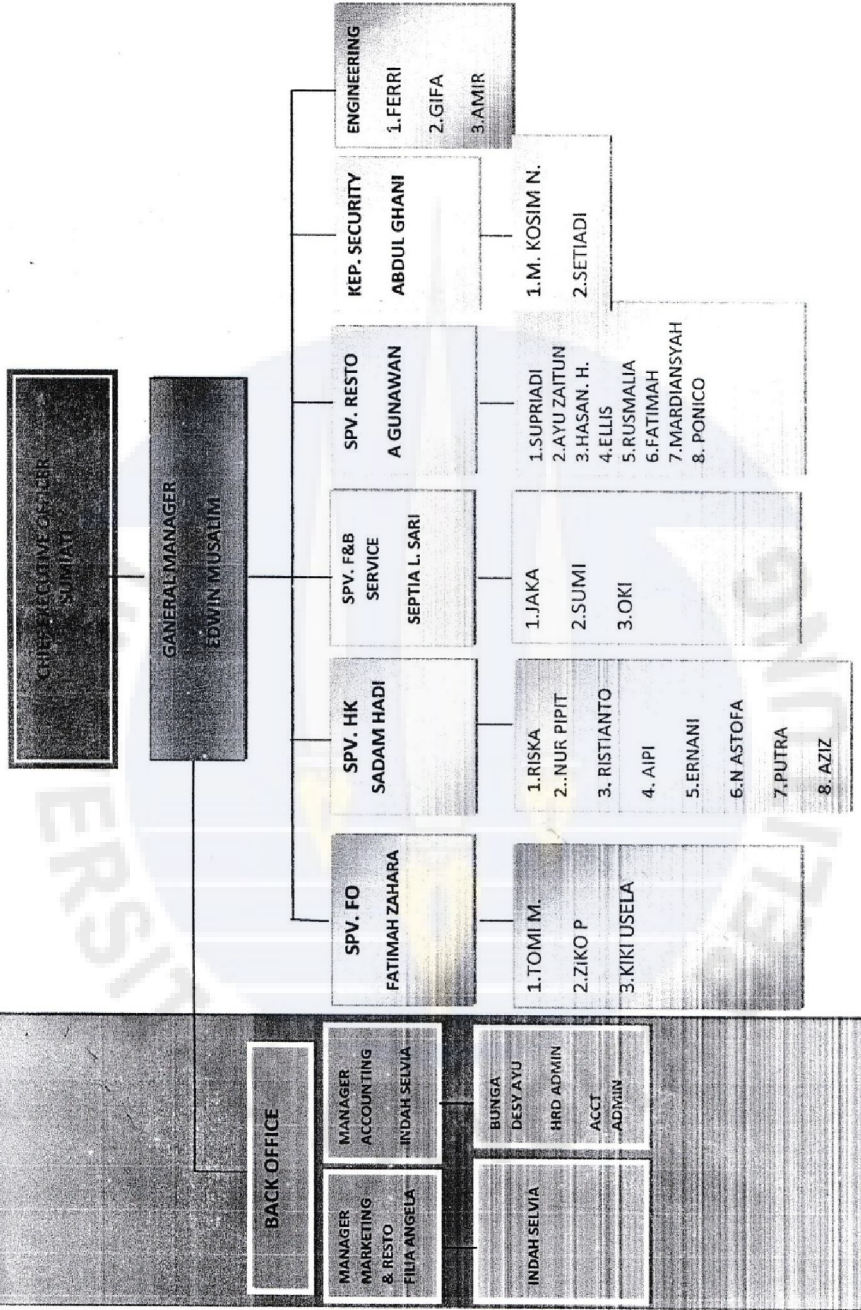 CHIEF EXECUTIVE OFFICER
SUMIATI
GANERAL MANAGER
EDWIN MUSALIM
BACK OFFICE
MANAGER
MARKETING
& RESTO
FILIA ANGELA
INDAH SELVIA
MANAGER
ACCOUNTING
INDAH SELVIA
BUNGA
DESY AYU
HRD ADMIN
ACCT
ADMIN
SPV. FO
FATIMAH ZAHARA
1.TOMI M.
2.ZiKO P
3.KIKI USELA
SPV. HK
SADAM HADI
1.RISKA
2..NUR PIPIT
3. RISTIANTO
4. AIPI
5.ERNANI
6.N ASTOFA
7.PUTRA
8. AZIZ
SPV. F&B
SERVICE
SEPTIA L. SARI
1.JAKA
2.SUMI
3.OKI
SPV. RESTO
A GUNAWAN
1.SUPRIADI
2.AYU ZAITUN
3.HASAN. H.
4.ELLIS
5.RUSMALIA
6.FATIMAH
7.MARDIANSYAH
8. PONICO
KEP. SECURITY
ABDUL GHANI
1.M. KOSIM N.
2.SETIADI
ENGINEERING
1.FERRI
2.GIFA
3.AMIR